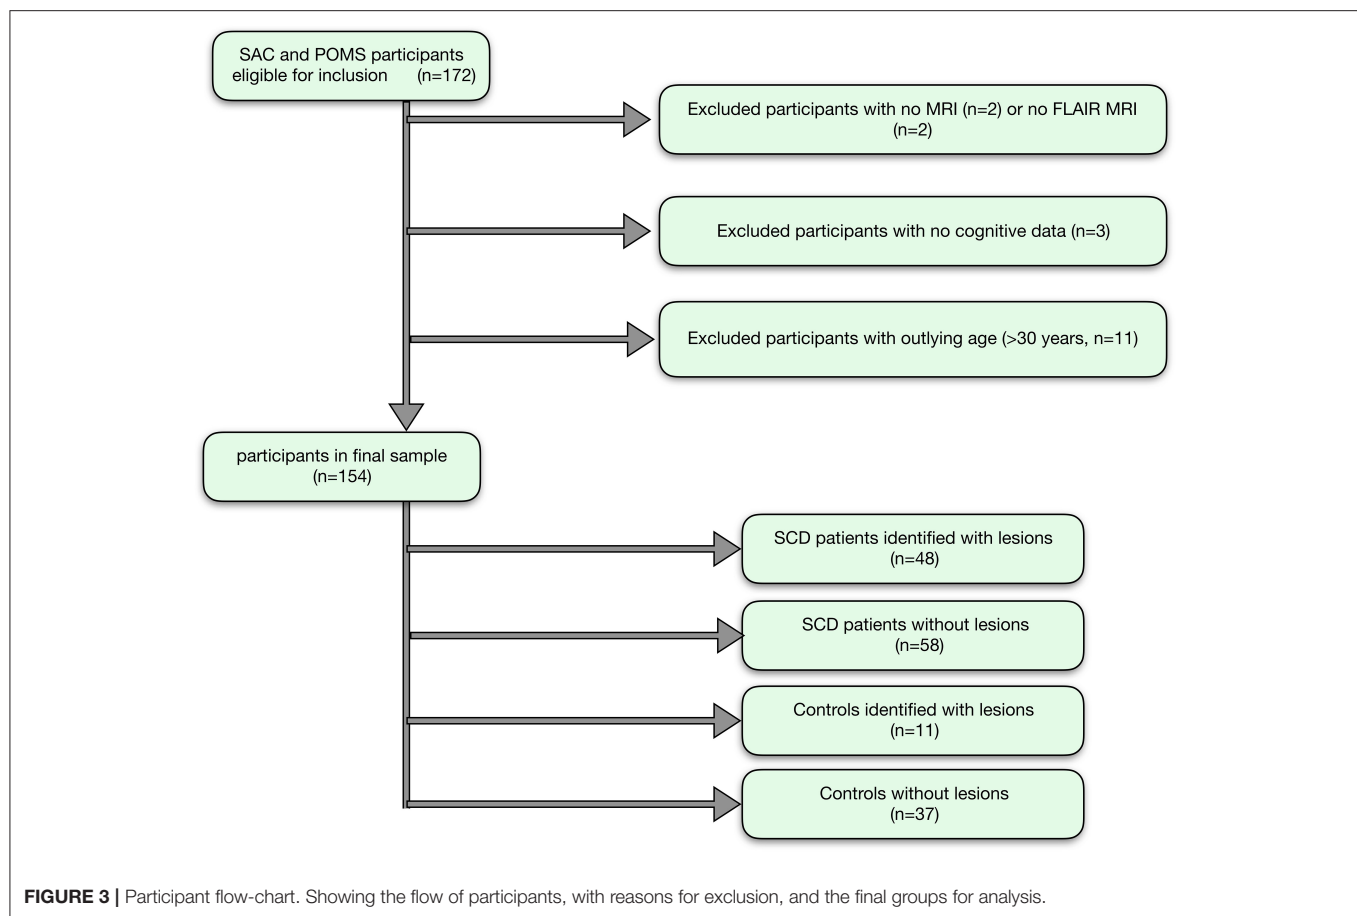 SAC and POMS participants
eligible for inclusion (n=172)
Excluded participants with no MRI (n=2) or no FLAIR MRI
(n=2)
Excluded participants with no cognitive data (n=3)
Excluded participants with outlying age (>30 years, n=11)
participants in final sample
(n=154)
SCD patients identified with lesions
(n=48)
SCD patients without lesions
(n=58)
Controls identified with lesions
(n=11)
Controls without lesions
(n=37)
FIGURE 3 | Participant flow-chart. Showing the flow of participants, with reasons for exclusion, and the final groups for analysis.